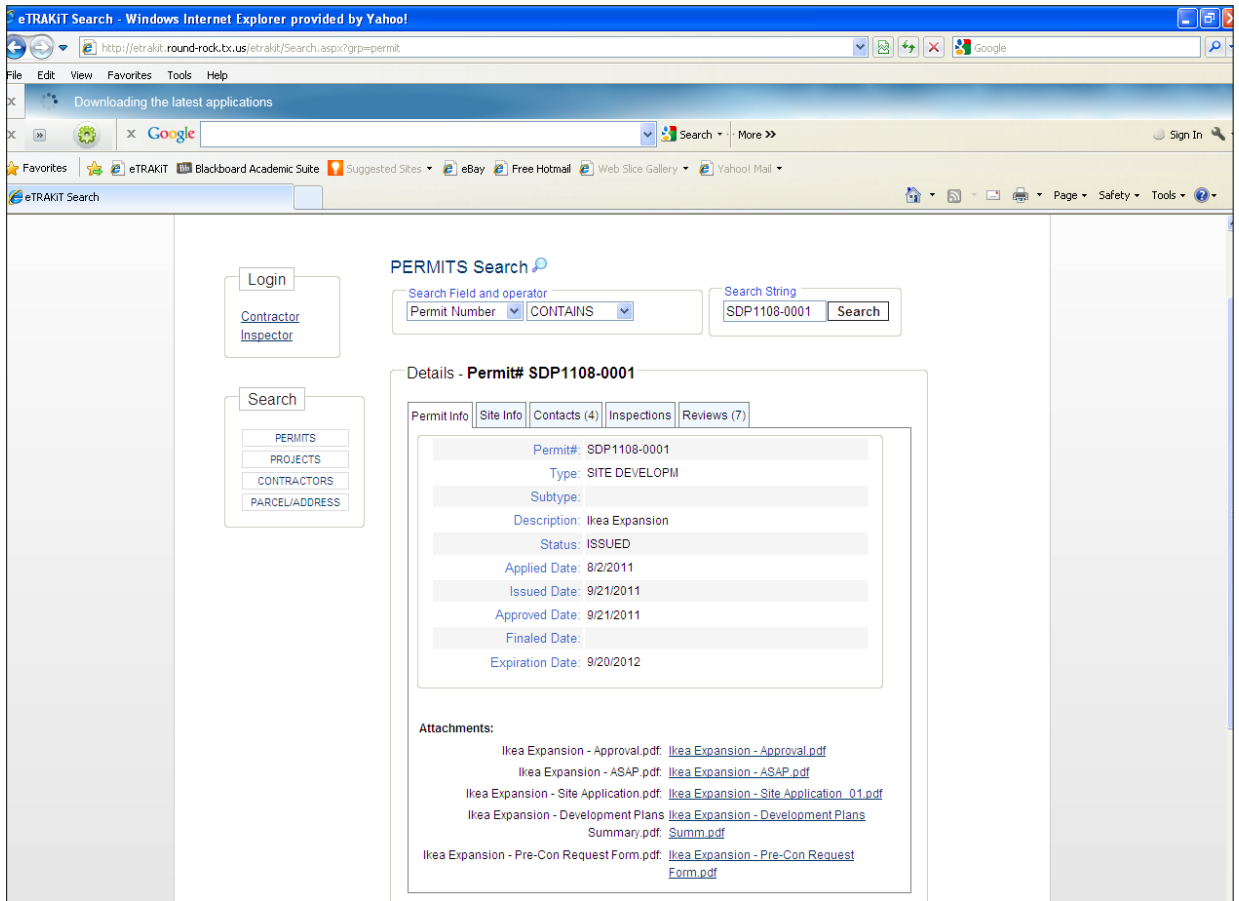 eTRAKiT Search - Windows Internet Explorer provided by Yahoo!
http://etrakit.round-rock.tx.us/etrakit/Search.aspx?grp=permit
Google
File Edit View Favorites Tools Help
x Downloading the latest applications
x Google Search More >> Sign In
Favorites eTRAKiT Bb Blackboard Academic Suite Suggested Sites eBay Free Hotmail Web Slice Gallery Yahoo! Mail
eTRAKiT Search Page Safety Tools
PERMITS Search
Login
Contractor
Inspector
Search Field and operator
Permit Number CONTAINS
Search String
SDP1108-0001 Search
Search
PERMITS
PROJECTS
CONTRACTORS
PARCEL/ADDRESS
Details - Permit# SDP1108-0001
Permit Info Site Info Contacts (4) Inspections Reviews (7)
Permit#: SDP1108-0001
Type: SITE DEVELOPM
Subtype:
Description: Ikea Expansion
Status: ISSUED
Applied Date: 8/2/2011
Issued Date: 9/21/2011
Approved Date: 9/21/2011
Finaled Date:
Expiration Date: 9/20/2012
Attachments:
Ikea Expansion - Approval.pdf: Ikea Expansion - Approval.pdf
Ikea Expansion - ASAP.pdf: Ikea Expansion - ASAP.pdf
Ikea Expansion - Site Application.pdf: Ikea Expansion - Site Application_01.pdf
Ikea Expansion - Development Plans Ikea Expansion - Development Plans
Summary.pdf: Summ.pdf
Ikea Expansion - Pre-Con Request Form.pdf: Ikea Expansion - Pre-Con Request
Form.pdf